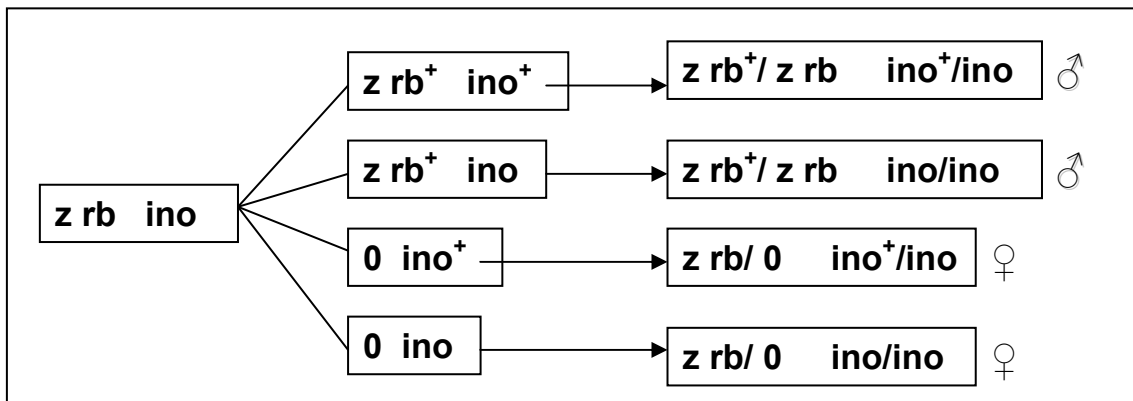 z rb⁺ ino⁺
z rb⁺/ z rb ino⁺/ino ♂
z rb⁺ ino
z rb⁺/ z rb ino/ino ♂
z rb ino
0 ino⁺
z rb/ 0 ino⁺/ino ♀
0 ino
z rb/ 0 ino/ino ♀